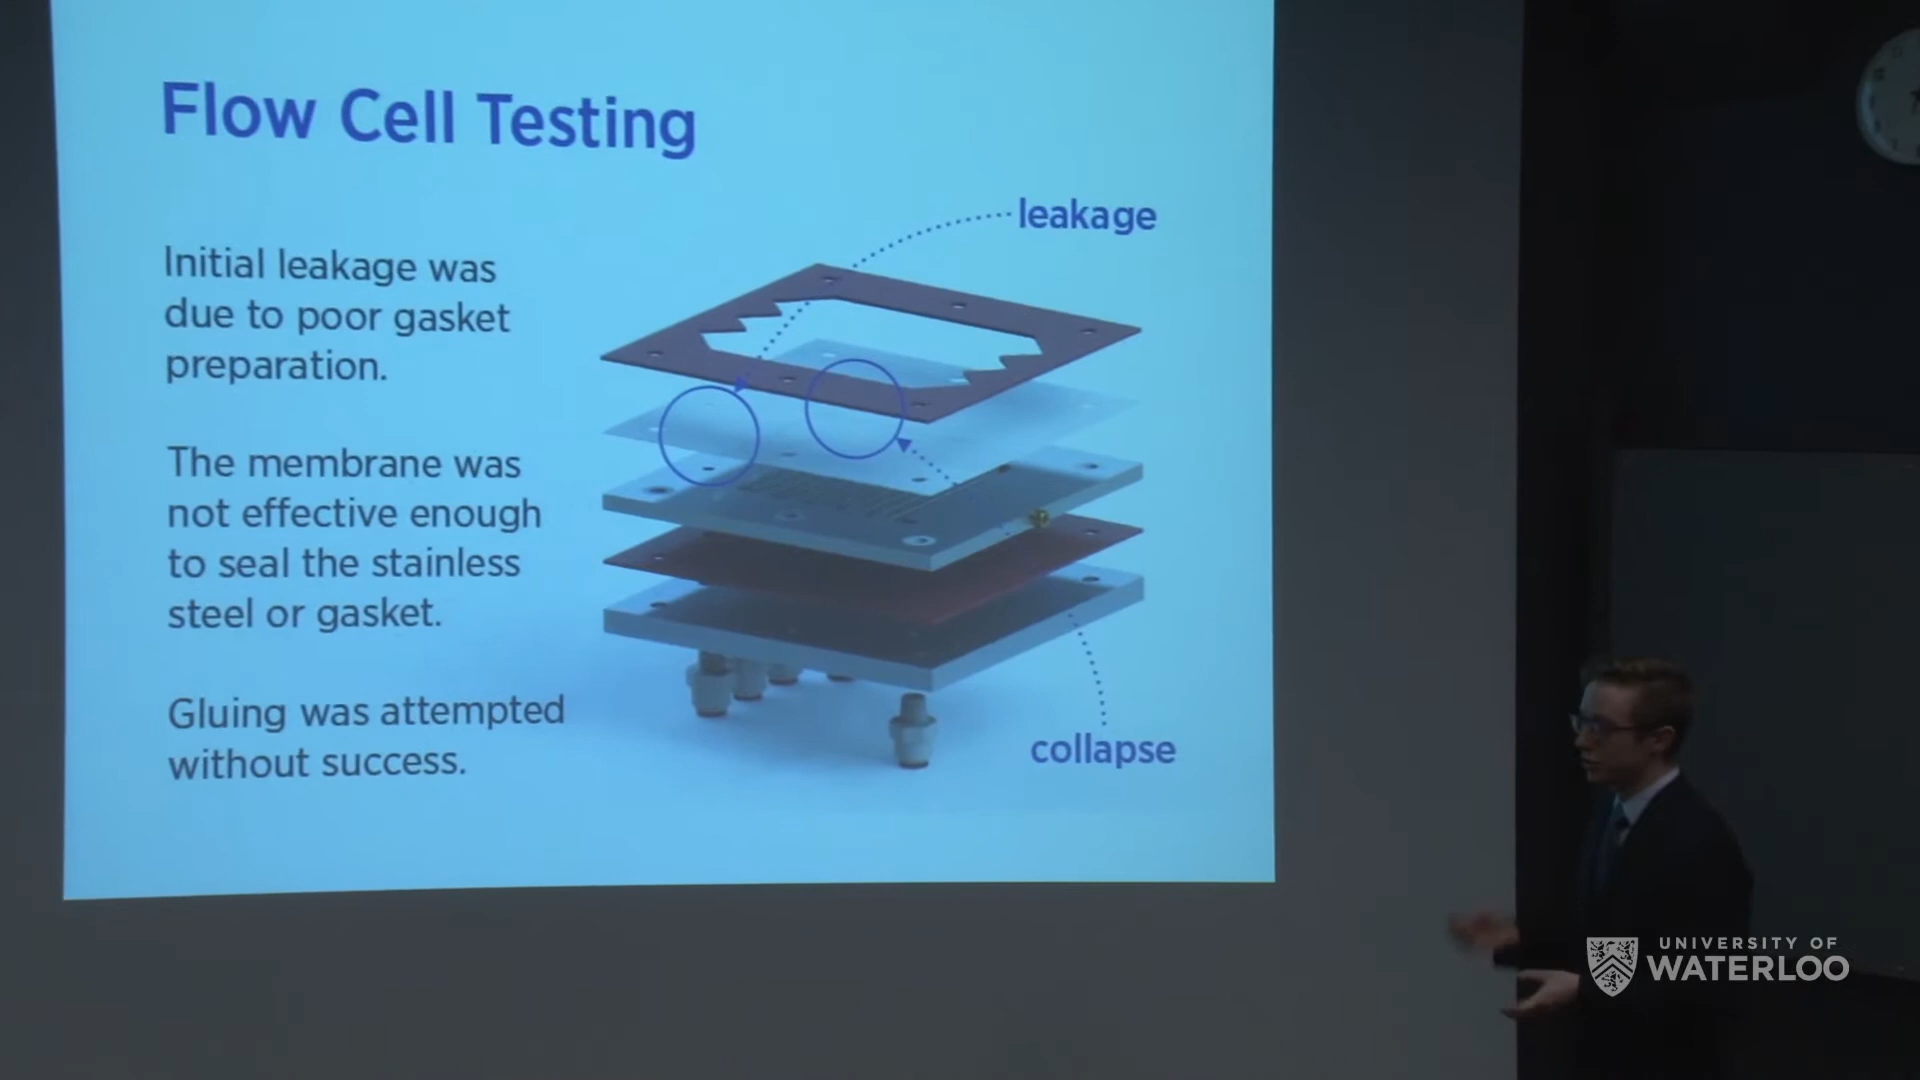 Flow Cell Testing
leakage
Initial leakage was
due to poor gasket
preparation.
The membrane was
not effective enough
to seal the stainless
steel or gasket.
Gluing was attempted
without success.
collapse
UNIVERSITY OF
WATERLOO